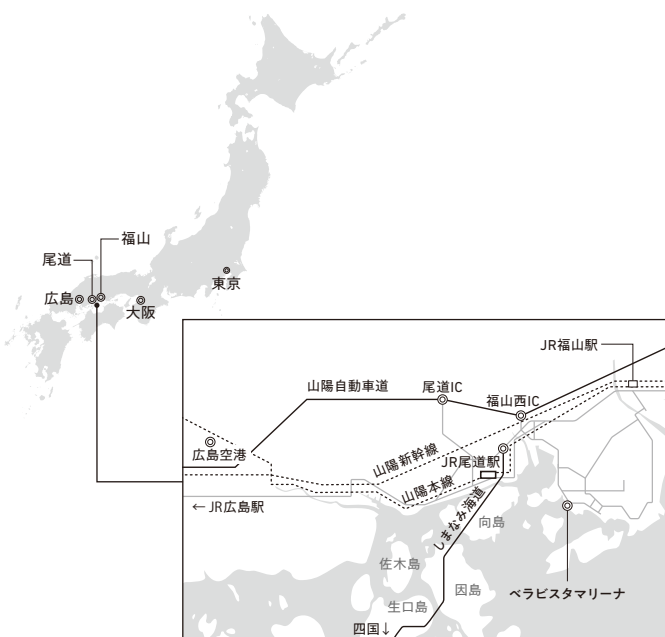 福山
尾道
広島
東京
大阪
JR福山駅
山陽自動車道
尾道IC
福山西IC
広島空港
山陽新幹線
JR尾道駅
山陽本線
← JR広島駅
しまなみ海道
向島
佐木島
因島
生口島
ベラビスタマリーナ
四国↓